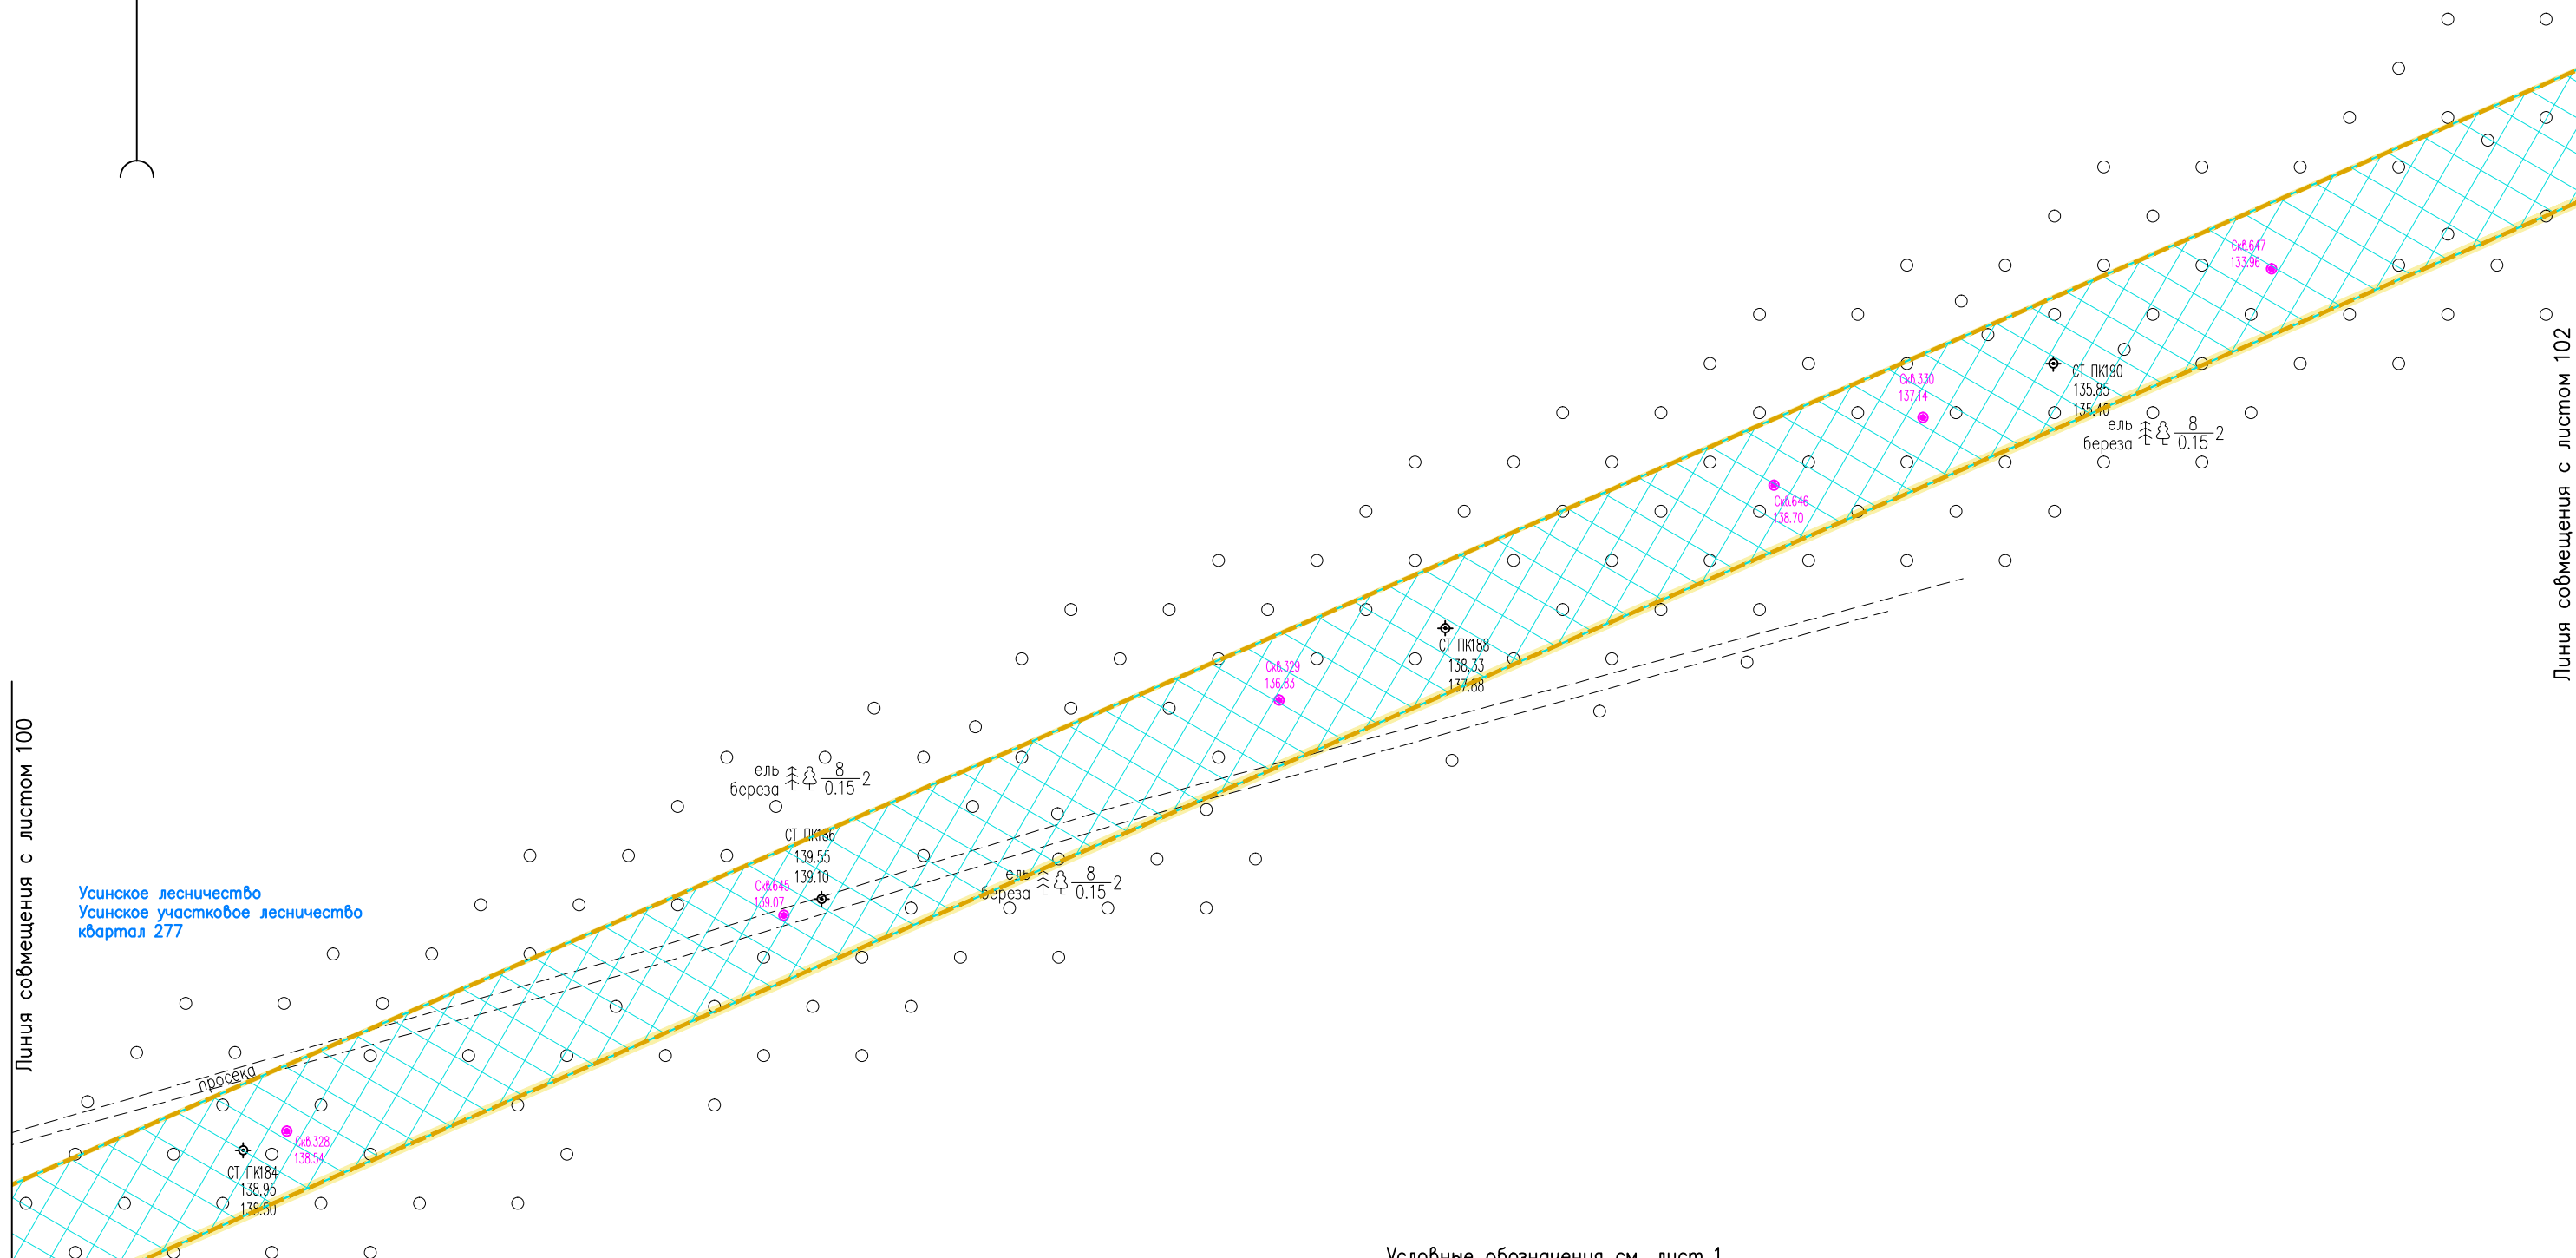 Скв.647
133.96
Линия совмещения с листом 102
СТ ПК190
135.85
135.40
Скв.330
137.14
ель
береза
8
0.15
2
Скв.646
138.70
СТ ПК188
138.33
137.88
Скв.329
136.83
ель
береза
8
0.15
2
СТ ПК186
139.55
139.10
Скв.645
139.07
ель
береза
8
0.15
2
Линия совмещения с листом 100
Усинское лесничество
Усинское участковое лесничество
квартал 277
просека
Скв.328
138.54
СТ ПК184
138.95
138.50
Условные обозначения см. лист 1